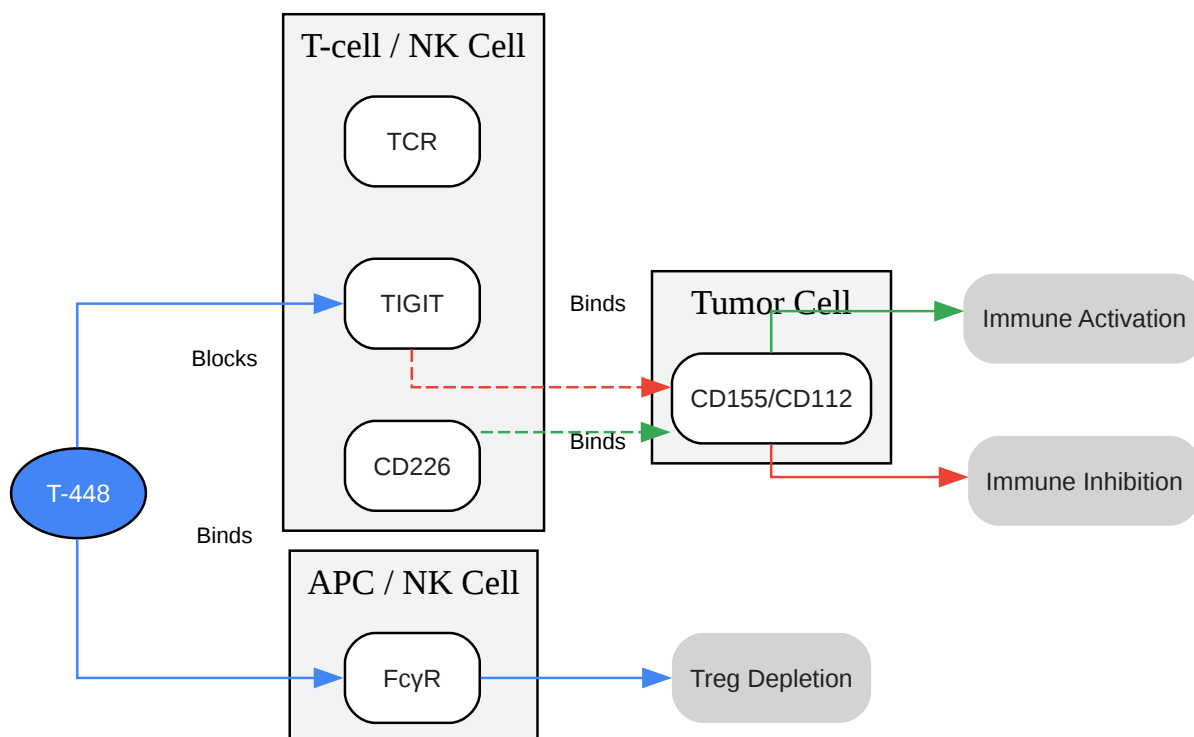 T-cell / NK Cell
TCR
TIGIT
Binds
Tumor Cell
Immune Activation
Blocks
CD155/CD112
CD226
Binds
T-448
Immune Inhibition
Binds
APC / NK Cell
FcγR
Treg Depletion